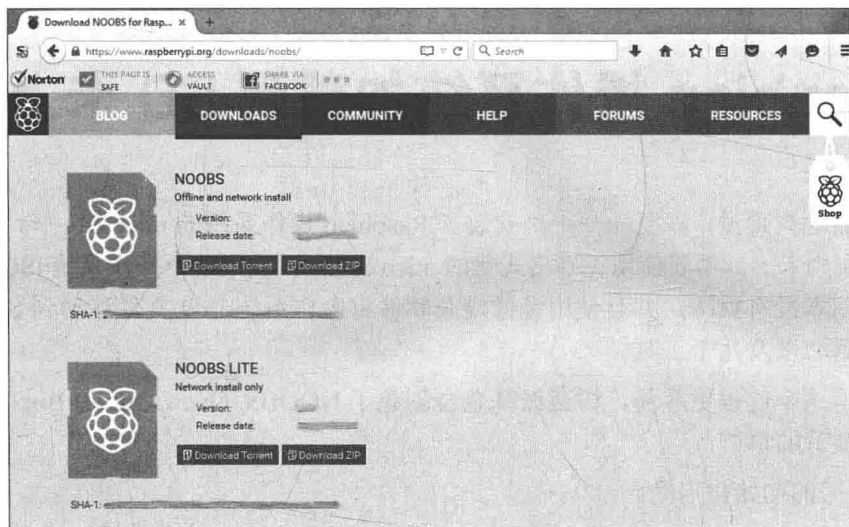 Download NOOBS for Rasp... × +
https://www.raspberrypi.org/downloads/noobs/ Search
Norton THIS PAGE IS SAFE ACCESS VAULT SHARE VIA FACEBOOK
BLOG DOWNLOADS COMMUNITY HELP FORUMS RESOURCES
Shop
NOOBS
Offline and network install
Version:
Release date:
Download Torrent Download ZIP
SHA-1:
NOOBS LITE
Network install only
Version:
Release date:
Download Torrent Download ZIP
SHA-1: